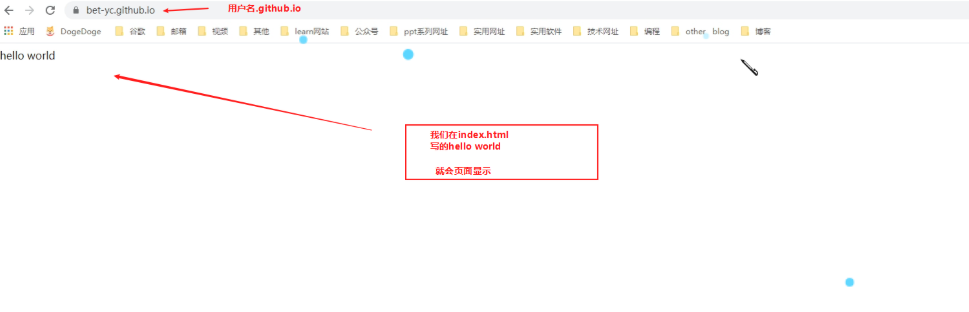 bet-yc.github.io
用户名.github.io
应用 DogeDoge 谷歌 邮箱 视频 其他 learn网站 公众号 ppt系列网址 实用网址 实用软件 技术网址 编程 other_blog 博客
hello world
我们在index.html
写的hello world
就会页面显示